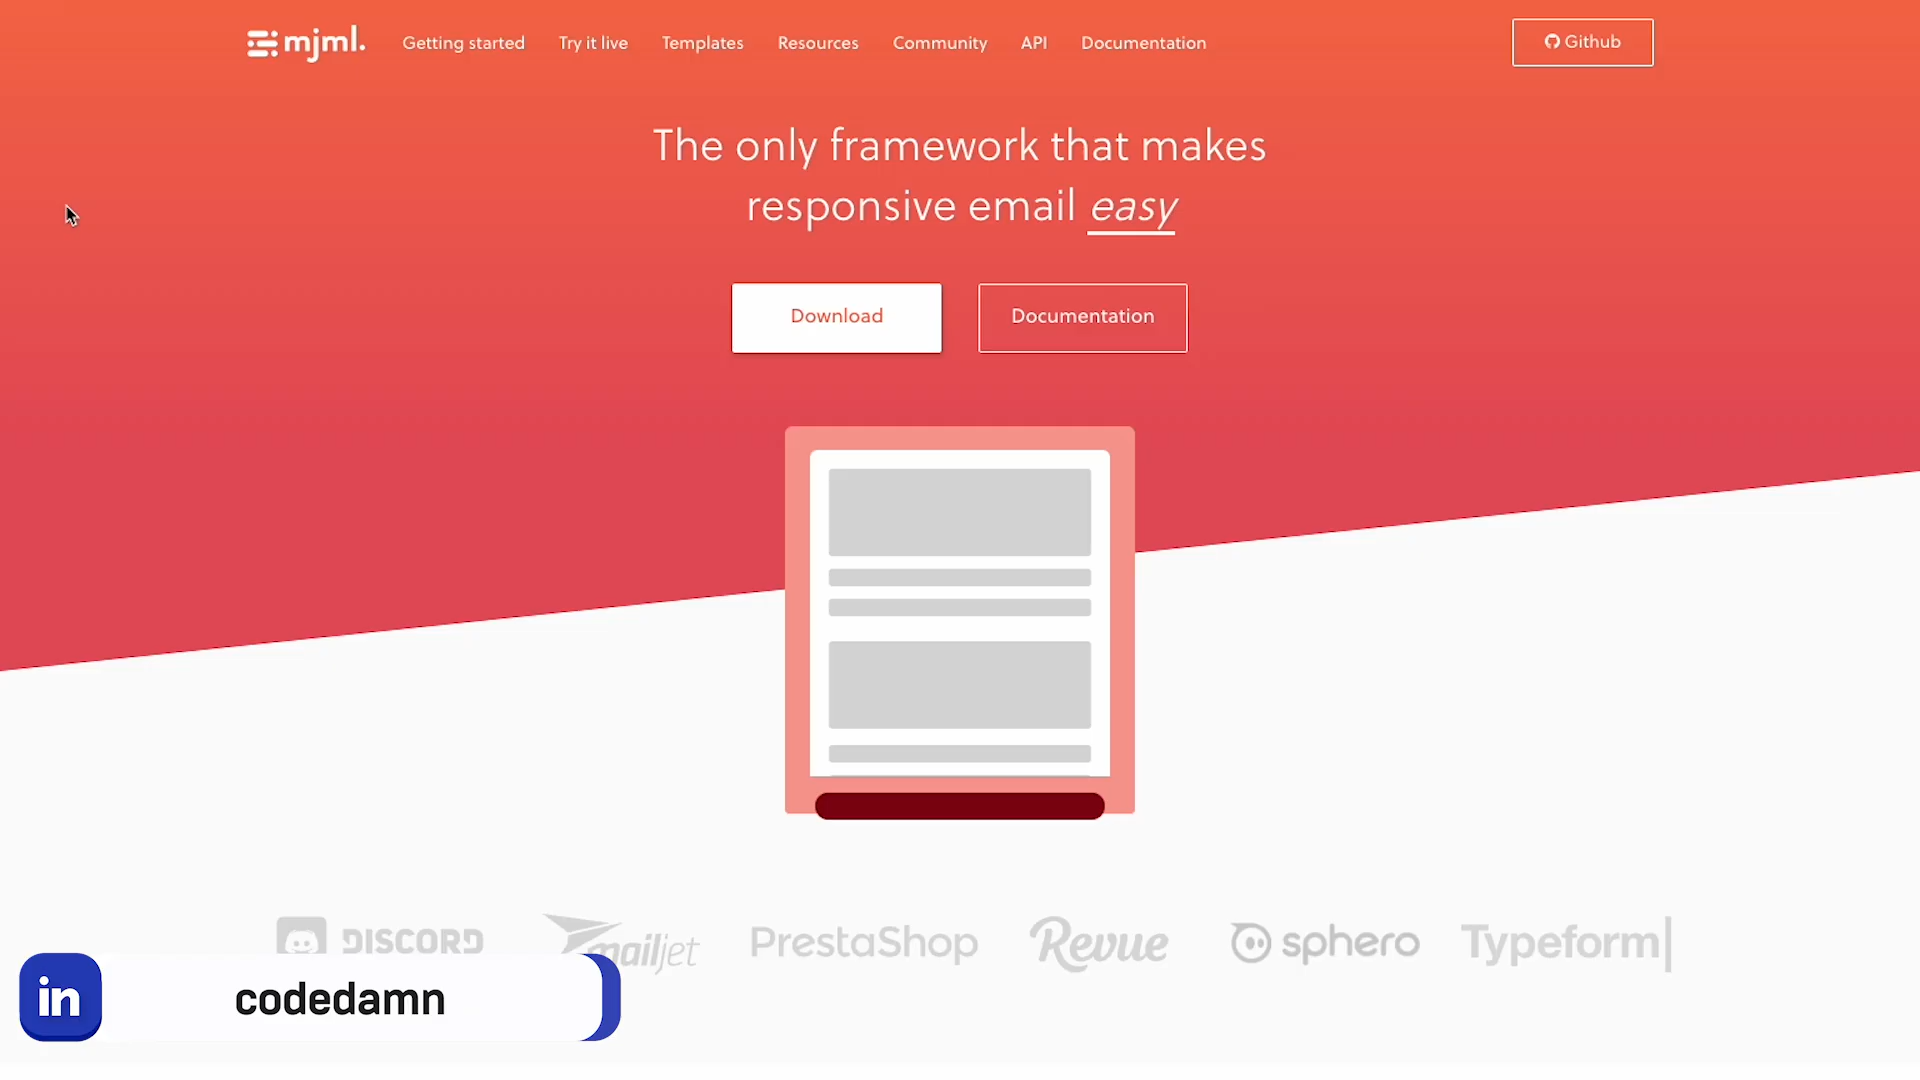 mjml.
Getting started
Try it live
Templates
Resources
Community
API
Documentation
Github
The only framework that makes
responsive email easy
Download
Documentation
DISCORD
mailjet
PrestaShop
Revue
sphero
Typeform
in
codedamn